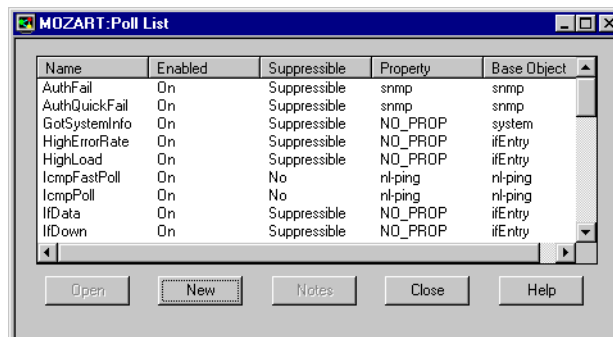 MOZART:Poll List
Name Enabled Suppressible Property Base Object
AuthFail On Suppressible snmp snmp
AuthQuickFail On Suppressible snmp snmp
GotSystemInfo On Suppressible NO_PROP system
HighErrorRate On Suppressible NO_PROP ifEntry
HighLoad On Suppressible NO_PROP ifEntry
IcmpFastPoll On No nl-ping nl-ping
IcmpPoll On No nl-ping nl-ping
IfData On Suppressible NO_PROP ifEntry
IfDown On Suppressible NO_PROP ifEntry
Open New Notes Close Help